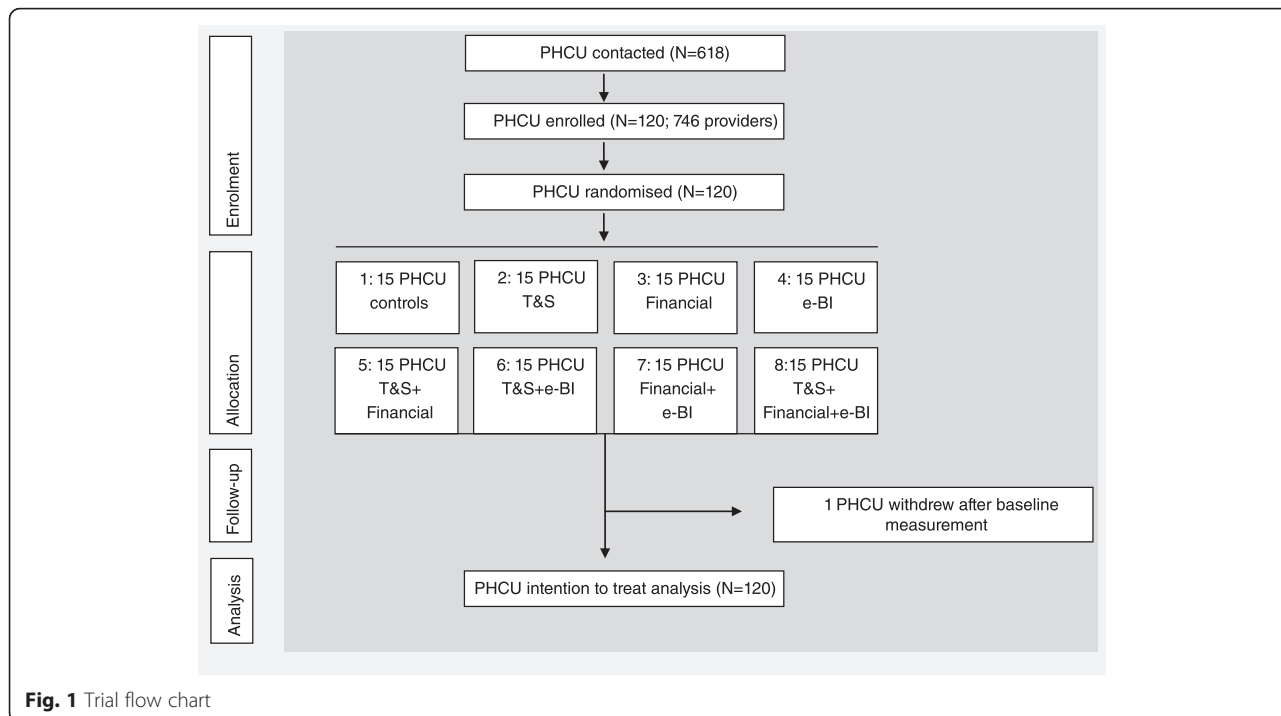 PHCU contacted (N=618)
PHCU enrolled (N=120; 746 providers)
PHCU randomised (N=120)
Enrolment
1: 15 PHCU
controls
2: 15 PHCU
T&S
3: 15 PHCU
Financial
4: 15 PHCU
e-BI
5: 15 PHCU
T&S+
Financial
6: 15 PHCU
T&S+e-BI
7: 15 PHCU
Financial+
e-BI
8:15 PHCU
T&S+
Financial+e-BI
Allocation
Follow-up
1 PHCU withdrew after baseline
measurement
Analysis
PHCU intention to treat analysis (N=120)
Fig. 1 Trial flow chart